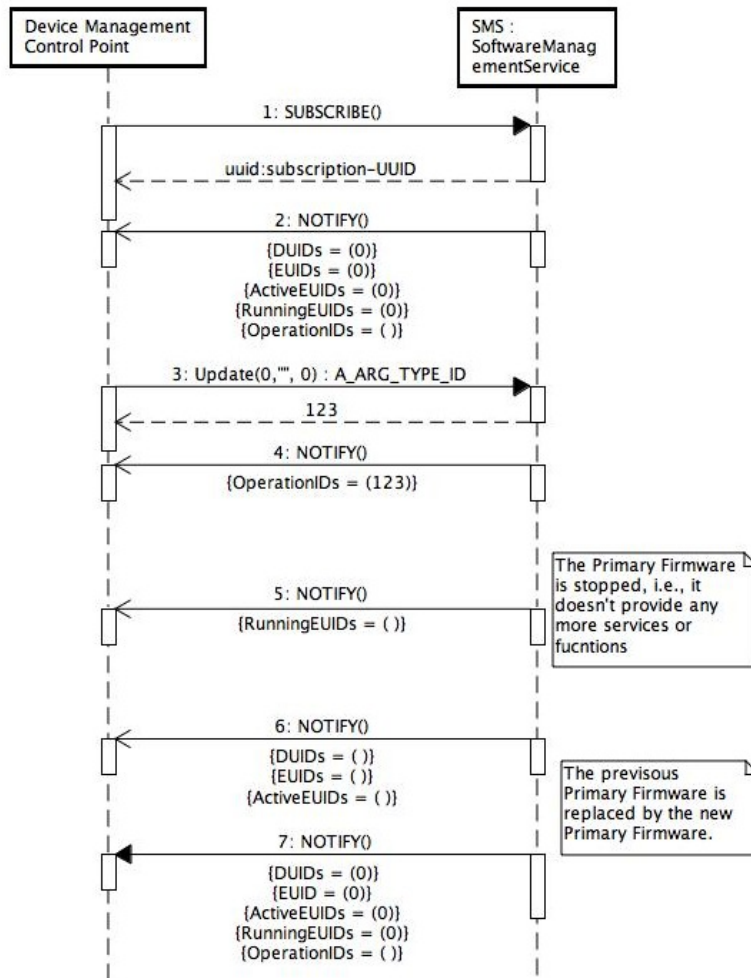 Device Management
Control Point
SMS :
SoftwareManag
ementService
1: SUBSCRIBE()
uuid:subscription-UUID
2: NOTIFY()
{DUIDs = (0)}
{EUIDs = (0)}
{ActiveEUIDs = (0)}
{RunningEUIDs = (0)}
{OperationIDs = ( )}
3: Update(0,"", 0) : A_ARG_TYPE_ID
123
4: NOTIFY()
{OperationIDs = (123)}
The Primary Firmware
is stopped, i.e., it
doesn't provide any
more services or
fucntions
5: NOTIFY()
{RunningEUIDs = ( )}
6: NOTIFY()
{DUIDs = ( )}
{EUIDs = ( )}
{ActiveEUIDs = ( )}
The previsous
Primary Firmware is
replaced by the new
Primary Firmware.
7: NOTIFY()
{DUIDs = (0)}
{EUID = (0)}
{ActiveEUIDs = (0)}
{RunningEUIDs = (0)}
{OperationIDs = ( )}